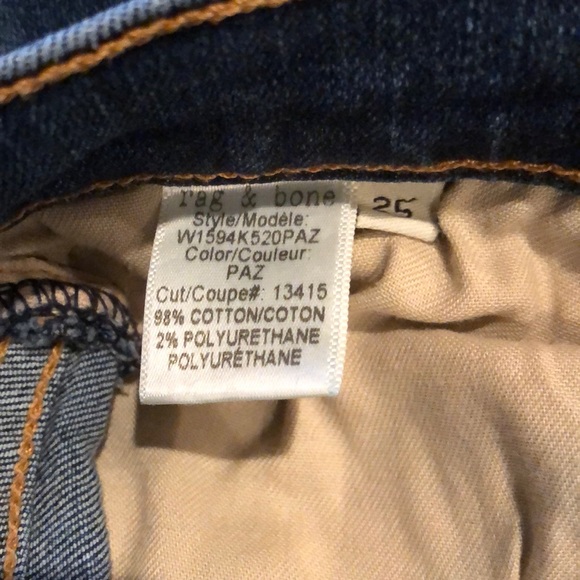 rag & bone
Style/Modèle:
W1594K520PAZ
Color/Couleur:
PAZ
Cut/Coupe#: 13415
98% COTTON/COTON
2% POLYURETHANE
POLYURÉTHANE
25